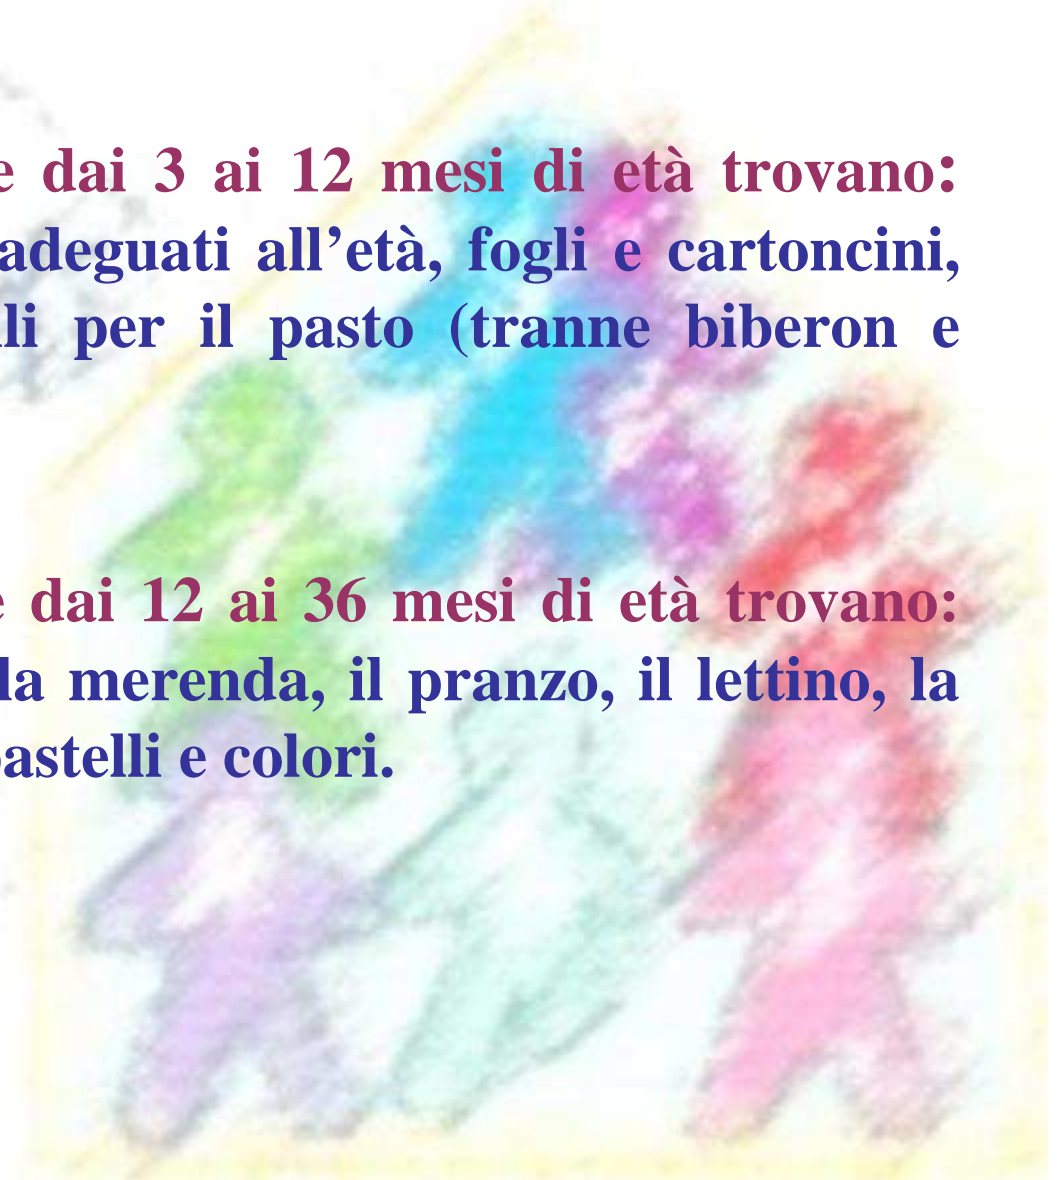 e dai 3 ai 12 mesi di età trovano:
adeguati all’età, fogli e cartoncini,
li per il pasto (tranne biberon e
e dai 12 ai 36 mesi di età trovano:
la merenda, il pranzo, il lettino, la
pastelli e colori.